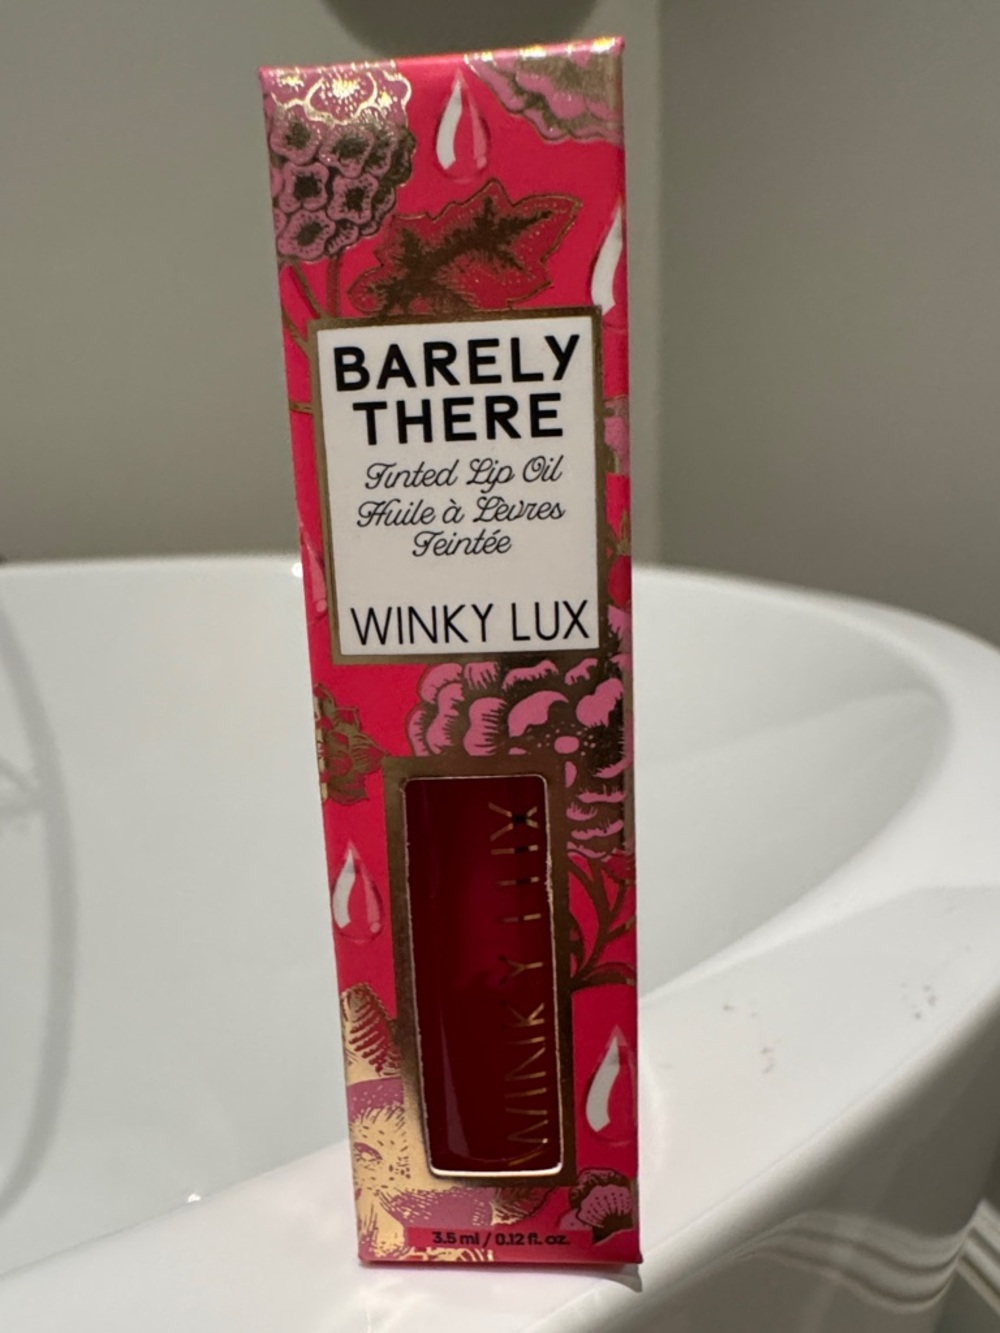 BARELY
THERE
Tinted Lip Oil
Huile à Lèvres
Teintée
WINKY LUX
WINKY LUX
3.5 ml / 0.12 fl. oz.